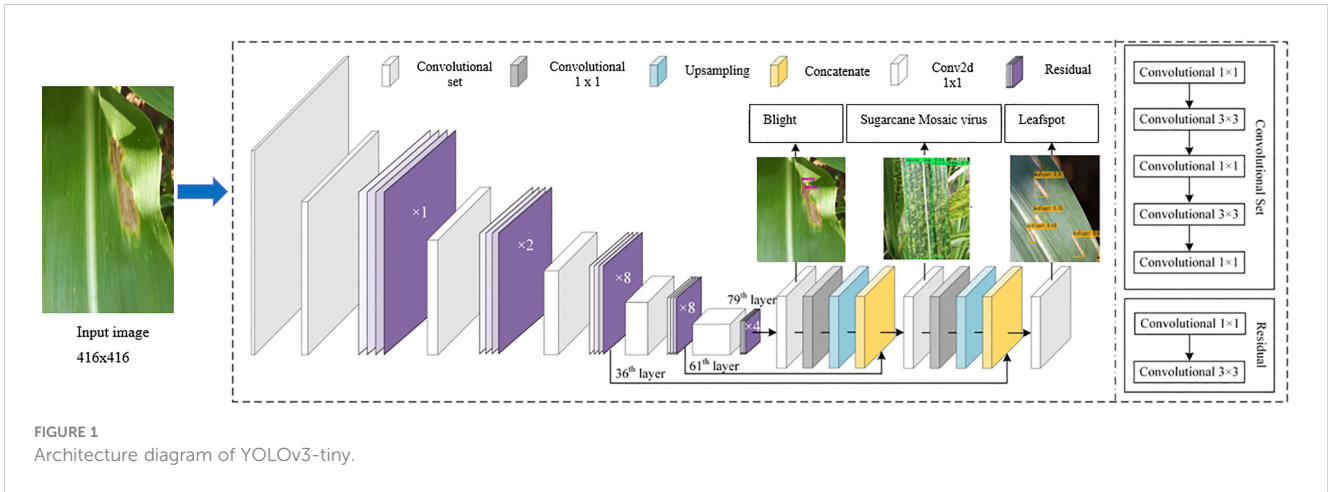 Convolutional
set
Convolutional
1 x 1
Upsampling
Concatenate
Conv2d
1x1
Residual
Blight
Sugarcane Mosaic virus
Leafspot
Input image
416x416
×1
×2
×8
×8
×4
79th layer
61th layer
36th layer
Convolutional 1×1
Convolutional 3×3
Convolutional 1×1
Convolutional 3×3
Convolutional 1×1
Convolutional Set
Convolutional 1×1
Convolutional 3×3
Residual
FIGURE 1
Architecture diagram of YOLOv3-tiny.